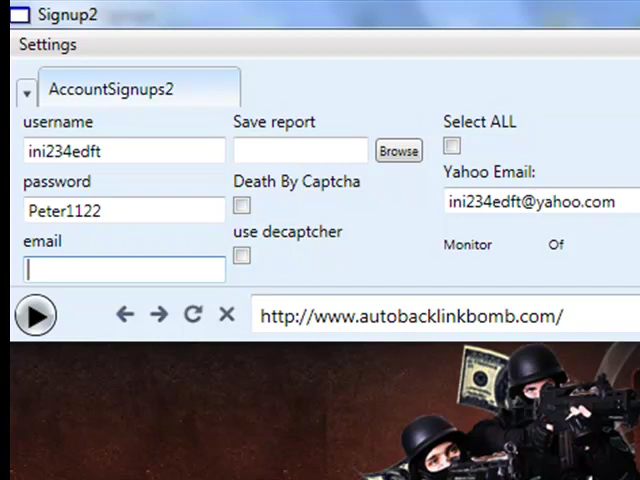 Signup2
Settings
AccountSignups2
username
Save report
Select ALL
ini234edft
Browse
Yahoo Email:
password
Death By Captcha
Peter1122
ini234edft@yahoo.com
email
use decaptcher
Monitor
Of
http://www.autobacklinkbomb.com/